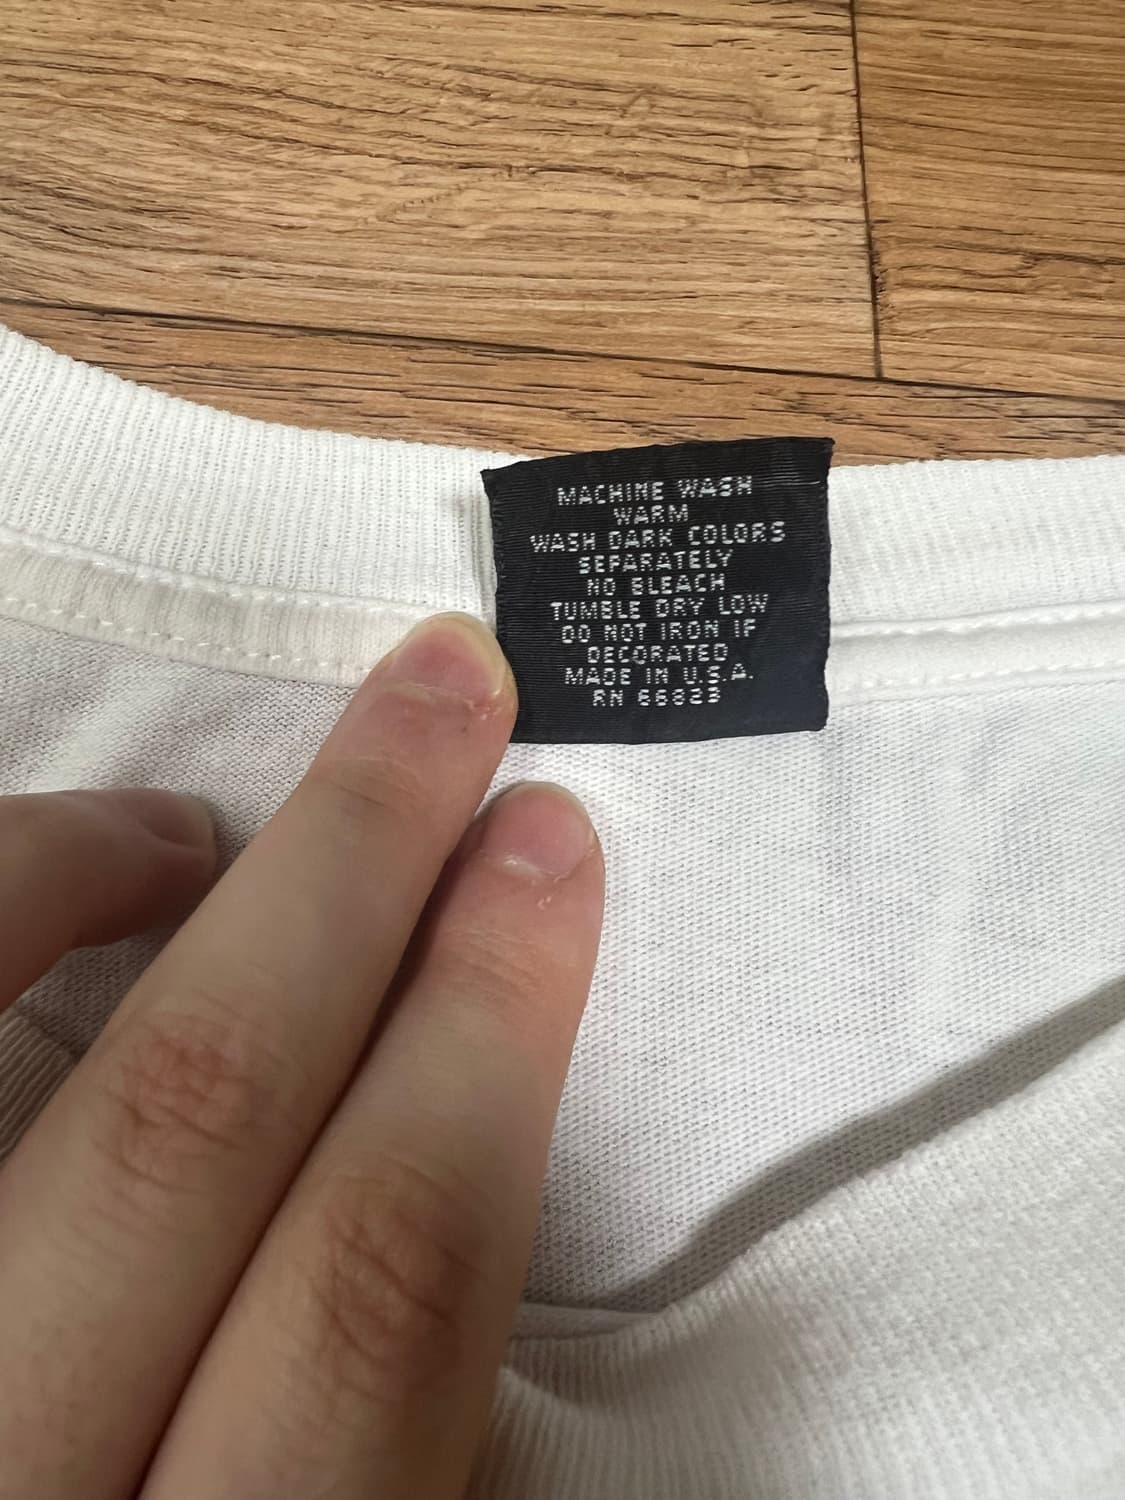 MACHINE WASH
WARM
WASH DARK COLORS
SEPARATELY
NO BLEACH
TUMBLE DRY LOW
DO NOT IRON IF
DECORATED
MADE IN U.S.A.
RN 66823